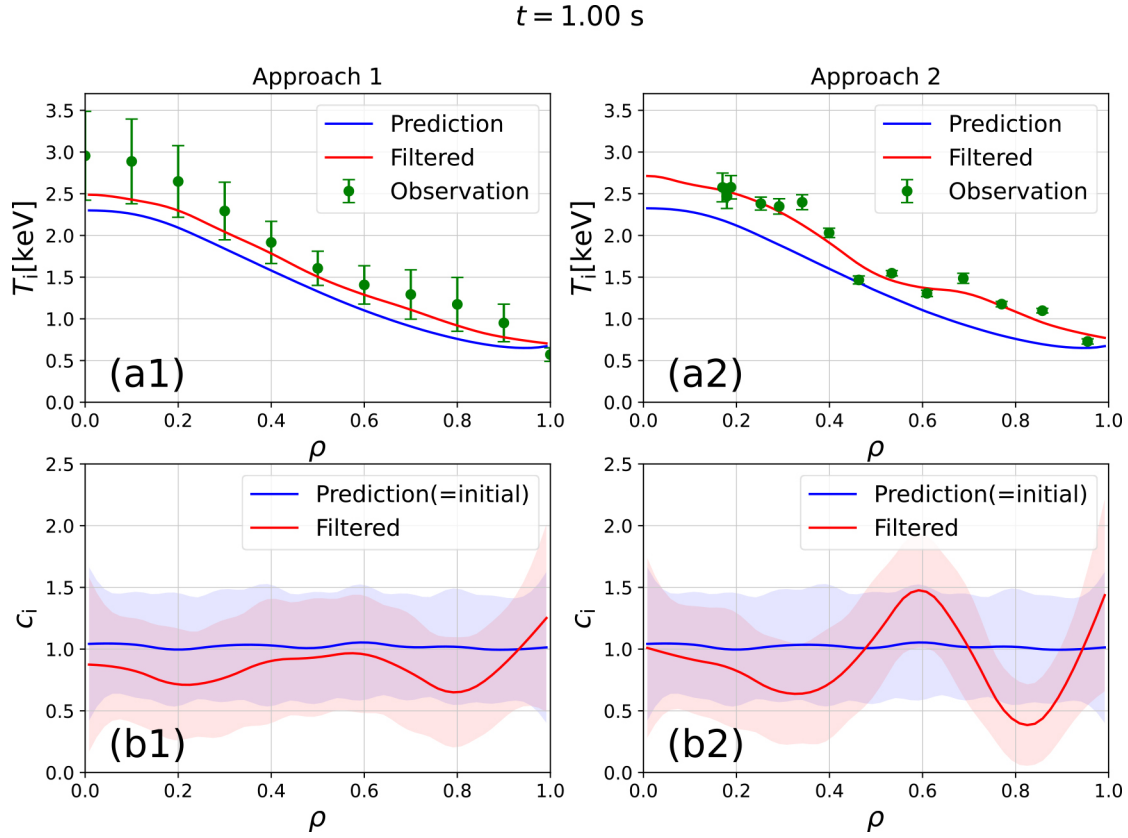 t = 1.00 s
Approach 1
Approach 2
T_i[keV]
3.5
3.0
2.5
2.0
1.5
1.0
0.5
0.0
Prediction
Filtered
Observation
(a1)
0.0 0.2 0.4 0.6 0.8 1.0
ρ
T_i[keV]
3.5
3.0
2.5
2.0
1.5
1.0
0.5
0.0
Prediction
Filtered
Observation
(a2)
0.0 0.2 0.4 0.6 0.8 1.0
ρ
c_i
2.5
2.0
1.5
1.0
0.5
0.0
Prediction(=initial)
Filtered
(b1)
0.0 0.2 0.4 0.6 0.8 1.0
ρ
c_i
2.5
2.0
1.5
1.0
0.5
0.0
Prediction(=initial)
Filtered
(b2)
0.0 0.2 0.4 0.6 0.8 1.0
ρ